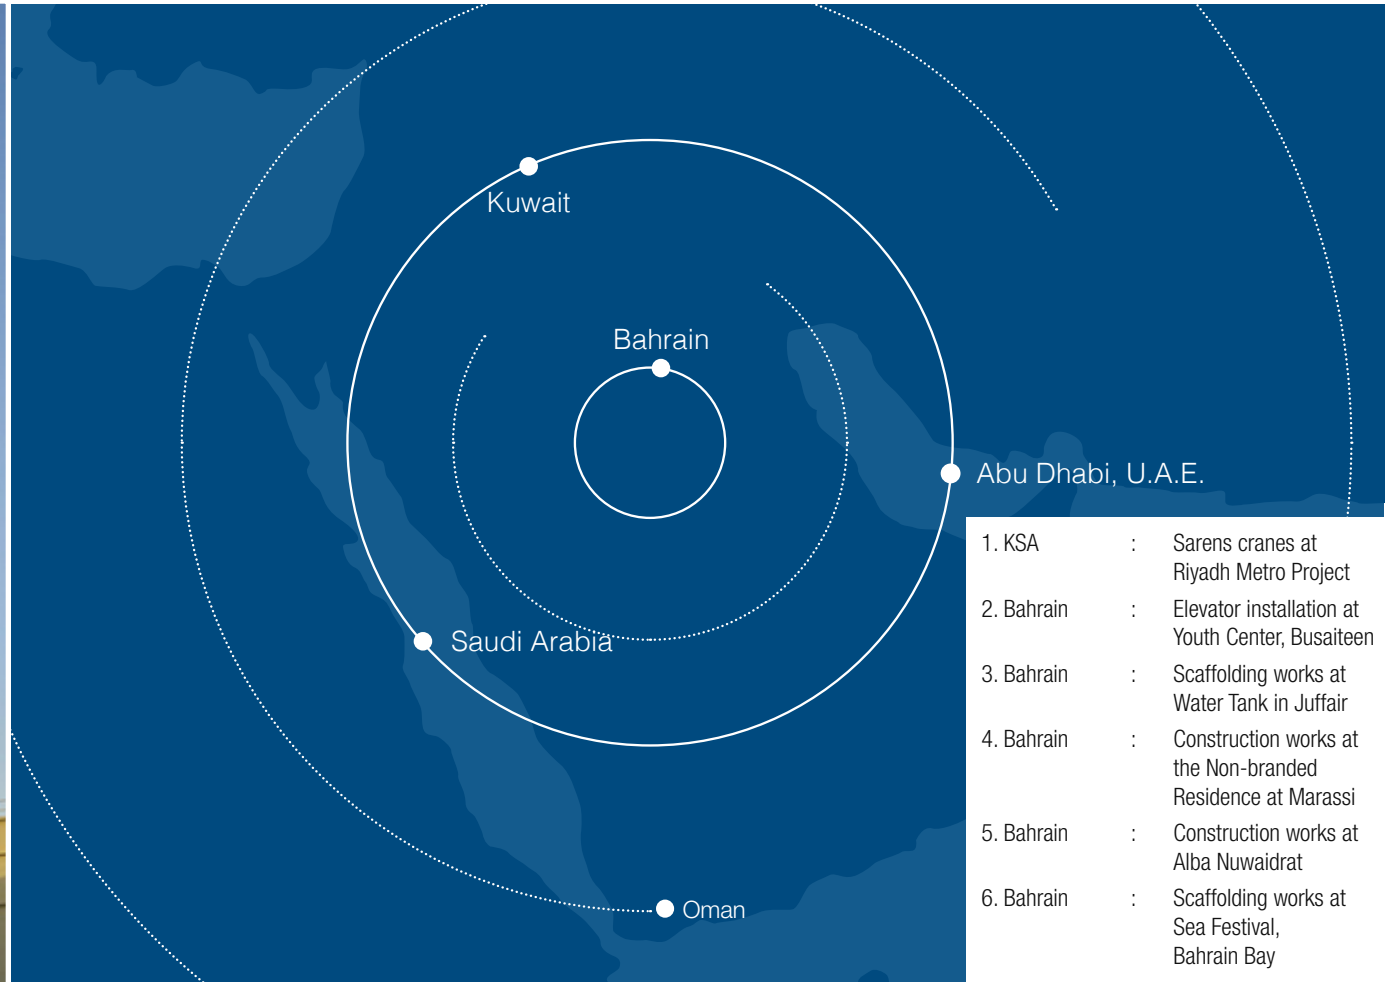 Kuwait
Bahrain
Abu Dhabi, U.A.E.
Saudi Arabia
Oman
1. KSA : Sarens cranes at
Riyadh Metro Project
2. Bahrain : Elevator installation at
Youth Center, Busaiteen
3. Bahrain : Scaffolding works at
Water Tank in Juffair
4. Bahrain : Construction works at
the Non-branded
Residence at Marassi
5. Bahrain : Construction works at
Alba Nuwaidrat
6. Bahrain : Scaffolding works at
Sea Festival,
Bahrain Bay